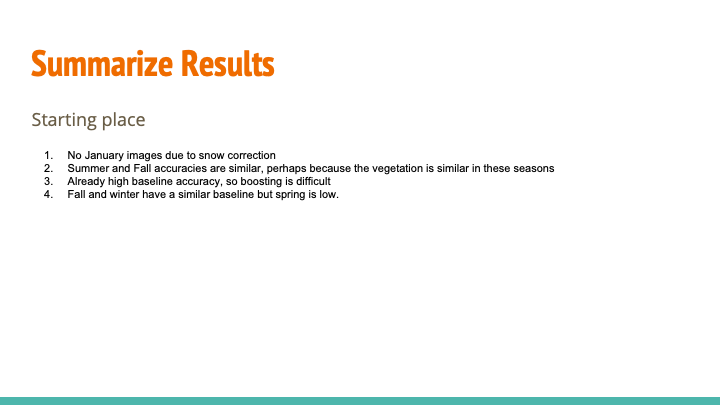 Summarize Results
Starting place
1. No January images due to snow correction
2. Summer and Fall accuracies are similar, perhaps because the vegetation is similar in these seasons
3. Already high baseline accuracy, so boosting is difficult
4. Fall and winter have a similar baseline but spring is low.